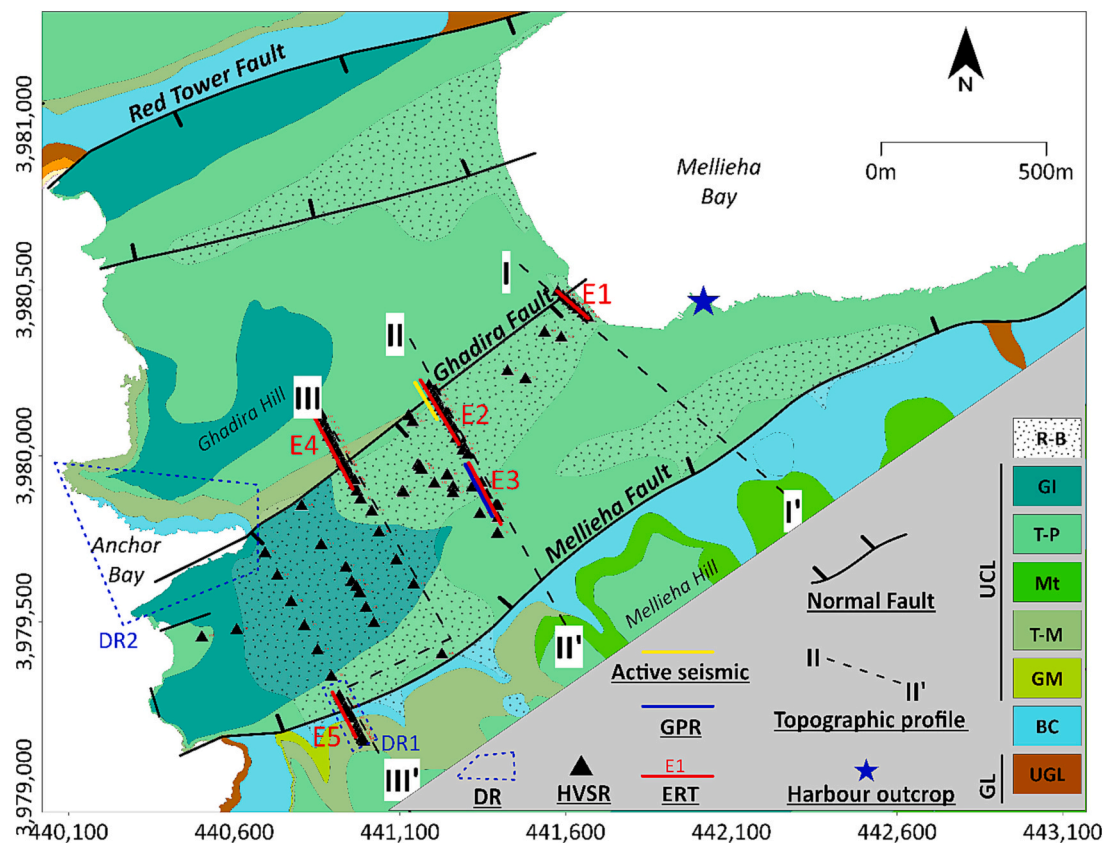 Red Tower Fault
N
0m
500m
Mellieha
Bay
3,981,000
3,980,500
3,980,000
3,979,500
3,979,000
I
E1
Ghadira Fault
II
III
Ghadira Hill
E4
E2
E3
Mellieha Fault
I'
Anchor
Bay
DR2
Mellieha Hill
II'
E5
DR1
III'
Normal Fault
Active seismic
II
II'
Topographic profile
GPR
DR
HVSR
E1
ERT
Harbour outcrop
R-B
GI
T-P
Mt
T-M
GM
BC
UGL
UCL
GL
440,100
440,600
441,100
441,600
442,100
442,600
443,100